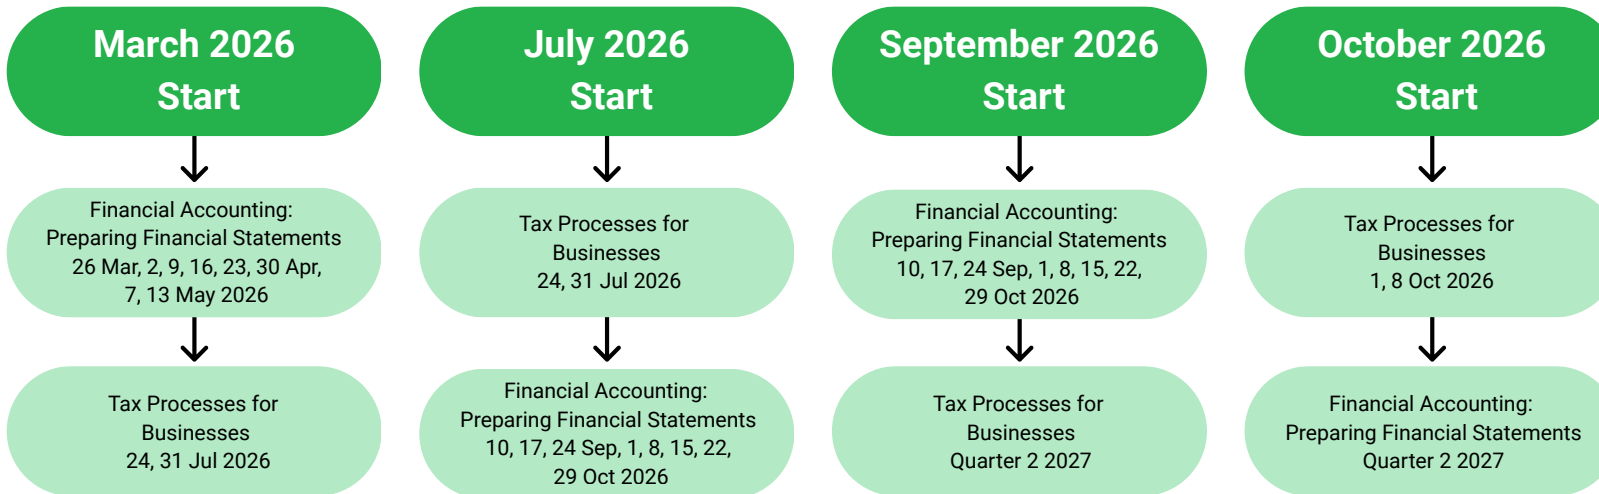 March 2026
Start
Financial Accounting:
Preparing Financial Statements
26 Mar, 2, 9, 16, 23, 30 Apr,
7, 13 May 2026
Tax Processes for
Businesses
24, 31 Jul 2026
July 2026
Start
Tax Processes for
Businesses
24, 31 Jul 2026
Financial Accounting:
Preparing Financial Statements
10, 17, 24 Sep, 1, 8, 15, 22,
29 Oct 2026
September 2026
Start
Financial Accounting:
Preparing Financial Statements
10, 17, 24 Sep, 1, 8, 15, 22,
29 Oct 2026
Tax Processes for
Businesses
Quarter 2 2027
October 2026
Start
Tax Processes for
Businesses
1, 8 Oct 2026
Financial Accounting:
Preparing Financial Statements
Quarter 2 2027